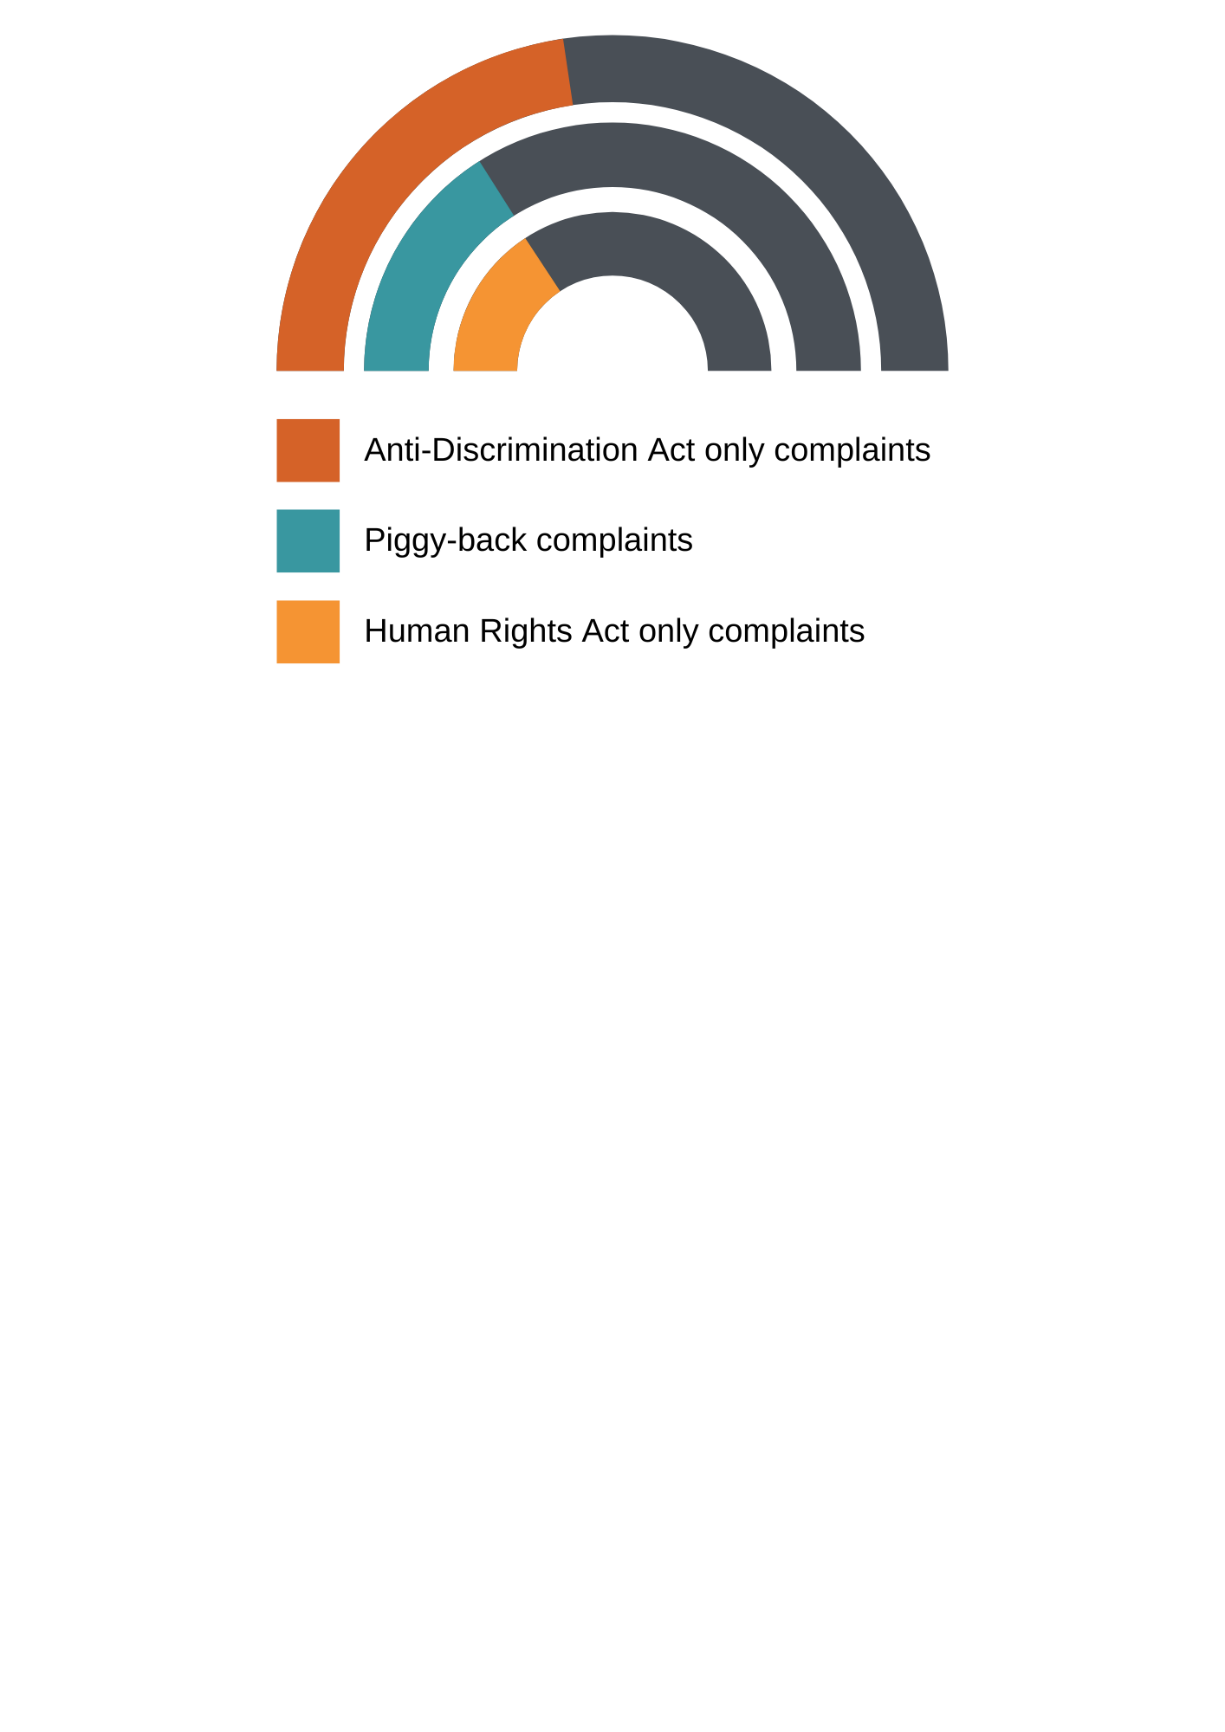 Anti-Discrimination Act only complaints
Piggy-back complaints
Human Rights Act only complaints